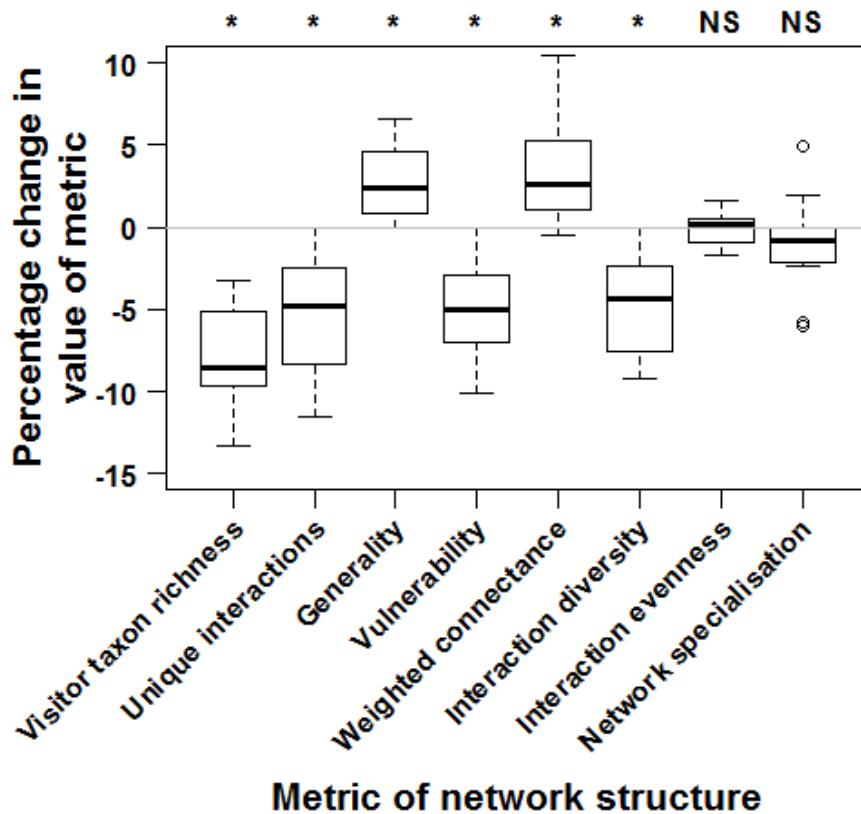 * * * * * * NS NS
Percentage change in
value of metric
10
5
0
-5
-10
-15
Visitor taxon richness
Unique interactions
Generality
Vulnerability
Weighted connectance
Interaction diversity
Interaction evenness
Network specialisation
Metric of network structure